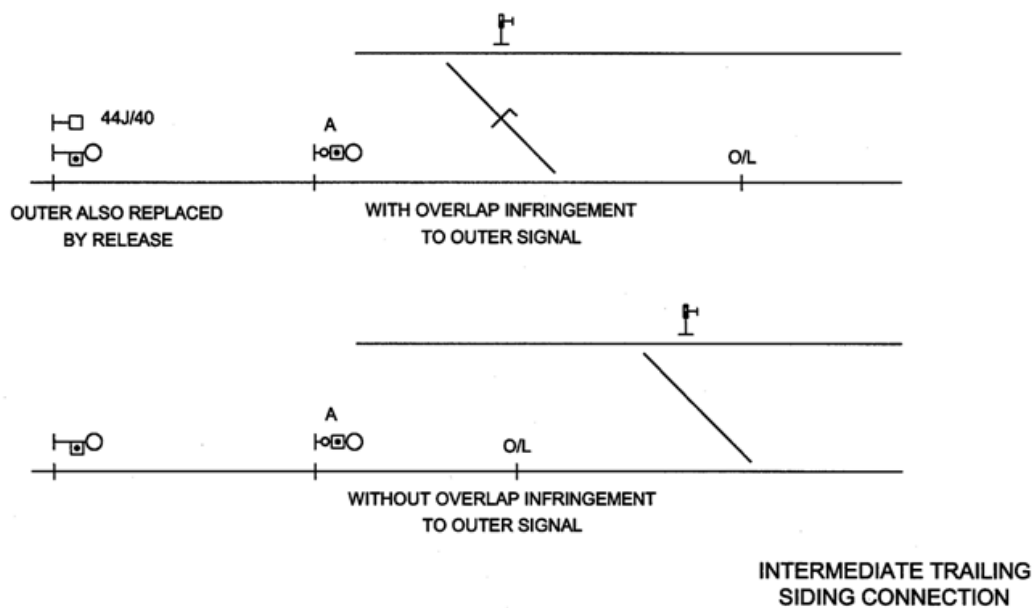 44J/40
A
O/L
OUTER ALSO REPLACED
BY RELEASE
WITH OVERLAP INFRINGEMENT
TO OUTER SIGNAL
A
O/L
WITHOUT OVERLAP INFRINGEMENT
TO OUTER SIGNAL
INTERMEDIATE TRAILING
SIDING CONNECTION